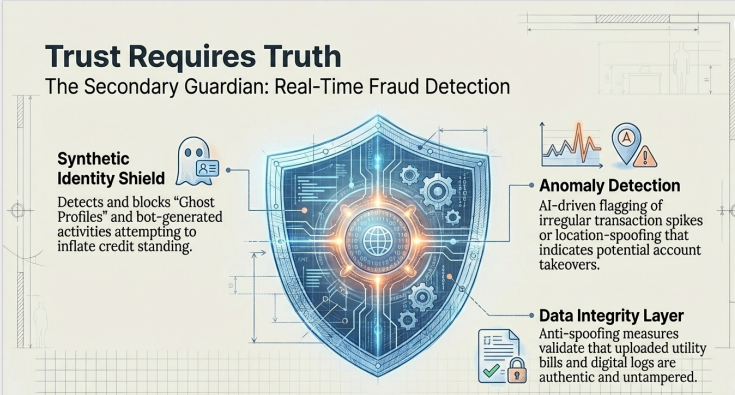 Trust Requires Truth
The Secondary Guardian: Real-Time Fraud Detection
Synthetic
Identity Shield
Detects and blocks “Ghost
Profiles” and bot-generated
activities attempting to
inflate credit standing.
Anomaly Detection
AI-driven flagging of
irregular transaction spikes
or location-spoofing that
indicates potential account
takeovers.
Data Integrity Layer
Anti-spoofing measures
validate that uploaded utility
bills and digital logs are
authentic and untampered.